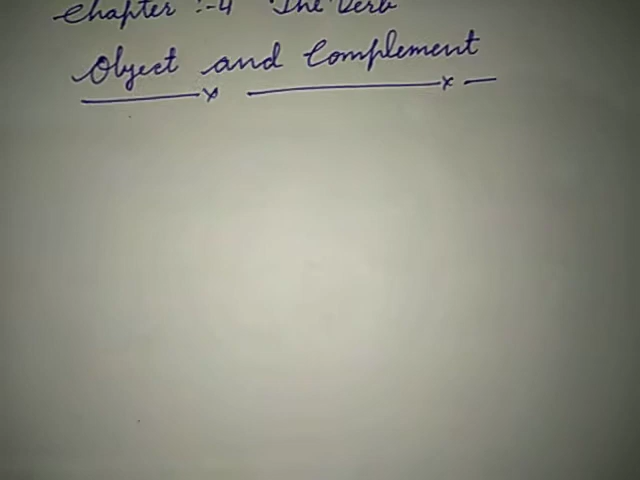 Chapter :-4 The Verb
Object and Complement